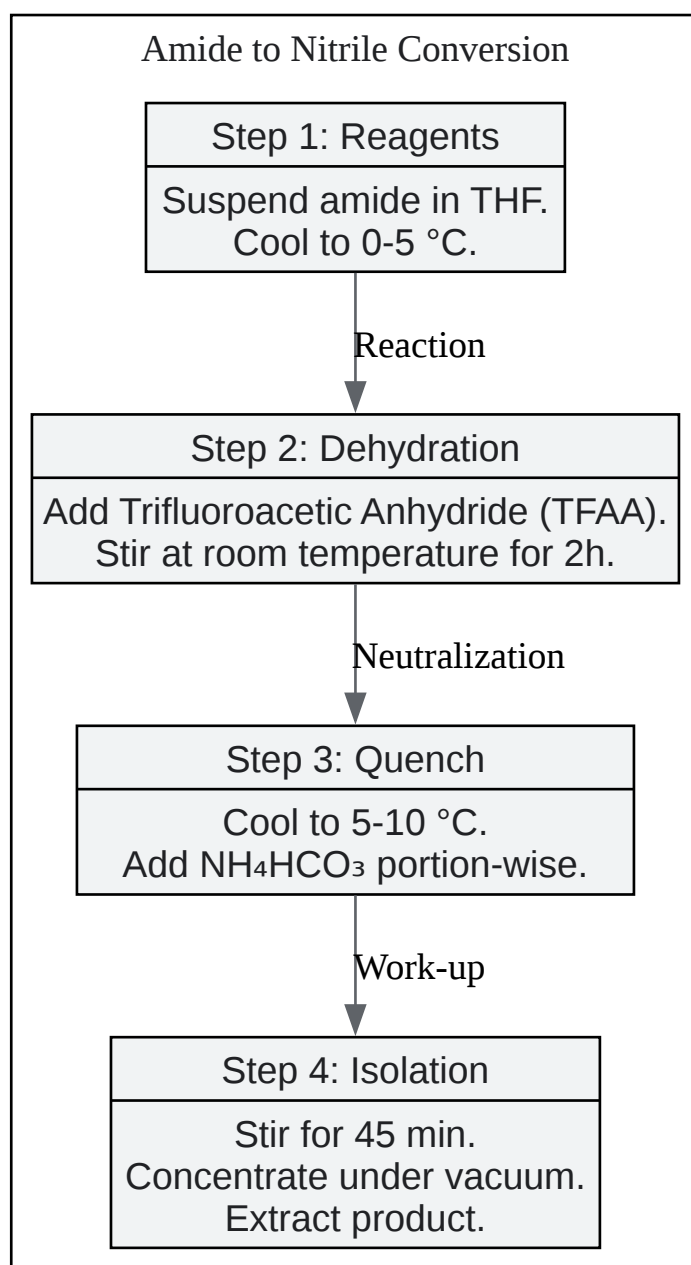 Amide to Nitrile Conversion
Step 1: Reagents
Suspend amide in THF.
Cool to 0-5 °C.
Reaction
Step 2: Dehydration
Add Trifluoroacetic Anhydride (TFAA).
Stir at room temperature for 2h.
Neutralization
Step 3: Quench
Cool to 5-10 °C.
Add NH₄HCO₃ portion-wise.
Work-up
Step 4: Isolation
Stir for 45 min.
Concentrate under vacuum.
Extract product.